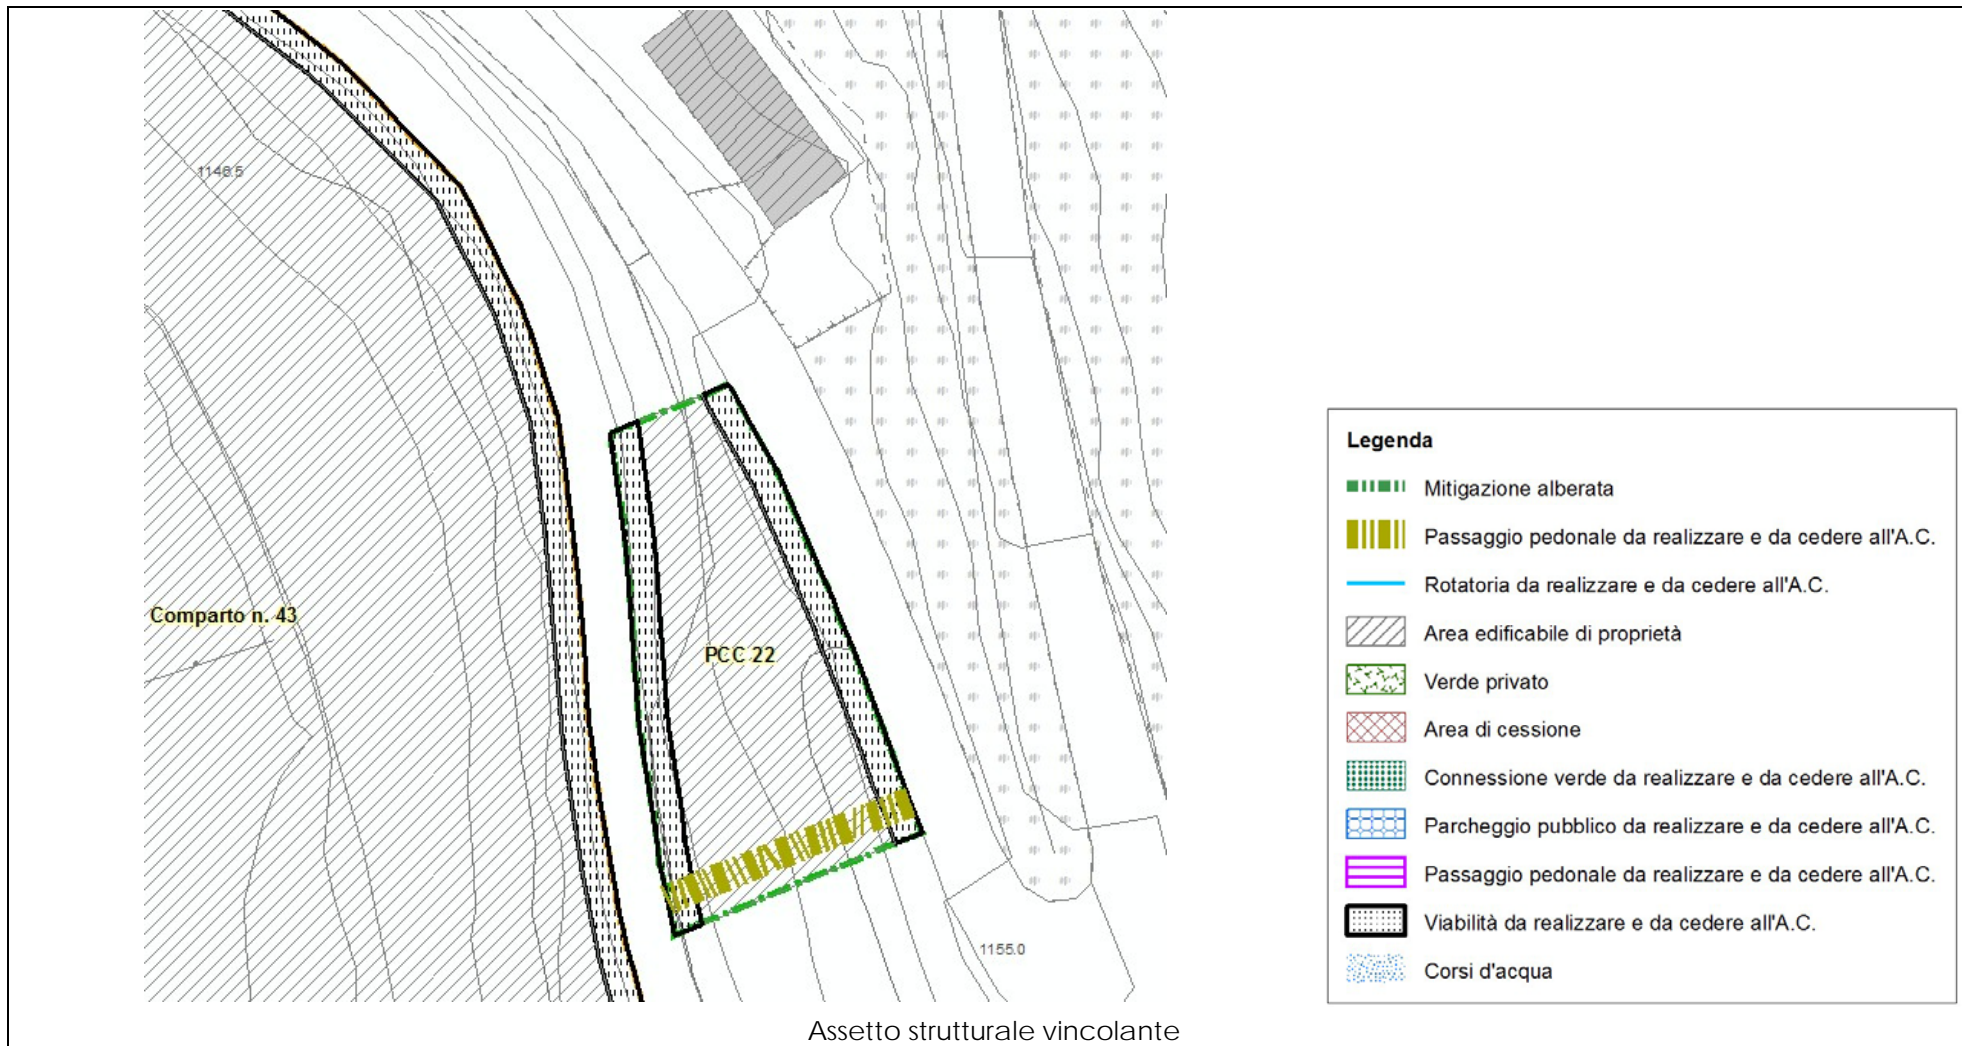 1146.5
Comparto n. 43
PCC 22
1155.0
Legenda
Mitigazione alberata
Passaggio pedonale da realizzare e da cedere all'A.C.
Rotatoria da realizzare e da cedere all'A.C.
Area edificabile di proprietà
Verde privato
Area di cessione
Connessione verde da realizzare e da cedere all'A.C.
Parcheggio pubblico da realizzare e da cedere all'A.C.
Passaggio pedonale da realizzare e da cedere all'A.C.
Viabilità da realizzare e da cedere all'A.C.
Corsi d'acqua
Assetto strutturale vincolante